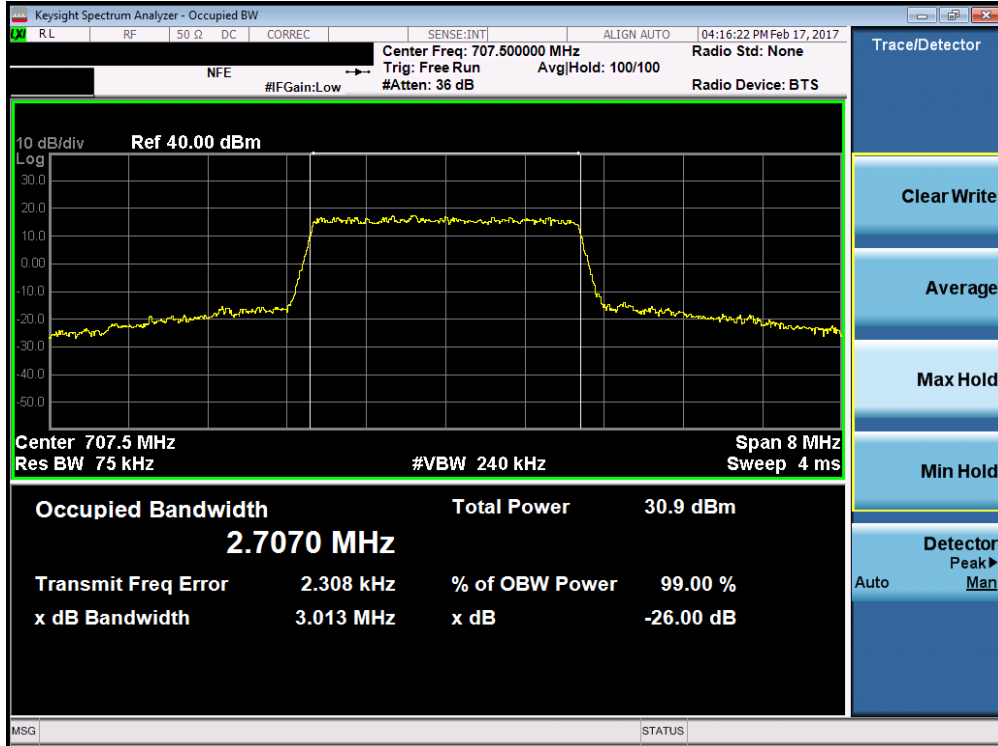 Keysight Spectrum Analyzer - Occupied BW
LXI RL RF 50 Ω DC CORREC SENSE:INT ALIGN AUTO 04:16:22 PM Feb 17, 2017
Center Freq: 707.500000 MHz Radio Std: None
NFE Trig: Free Run Avg|Hold: 100/100
#IFGain:Low #Atten: 36 dB Radio Device: BTS
Trace/Detector
10 dB/div Ref 40.00 dBm
Log
30.0
20.0
10.0
0.00
-10.0
-20.0
-30.0
-40.0
-50.0
Center 707.5 MHz Span 8 MHz
Res BW 75 kHz #VBW 240 kHz Sweep 4 ms
Occupied Bandwidth Total Power 30.9 dBm
2.7070 MHz
Transmit Freq Error 2.308 kHz % of OBW Power 99.00 %
x dB Bandwidth 3.013 MHz x dB -26.00 dB
Clear Write
Average
Max Hold
Min Hold
Detector
Peak▶
Auto Man
MSG STATUS